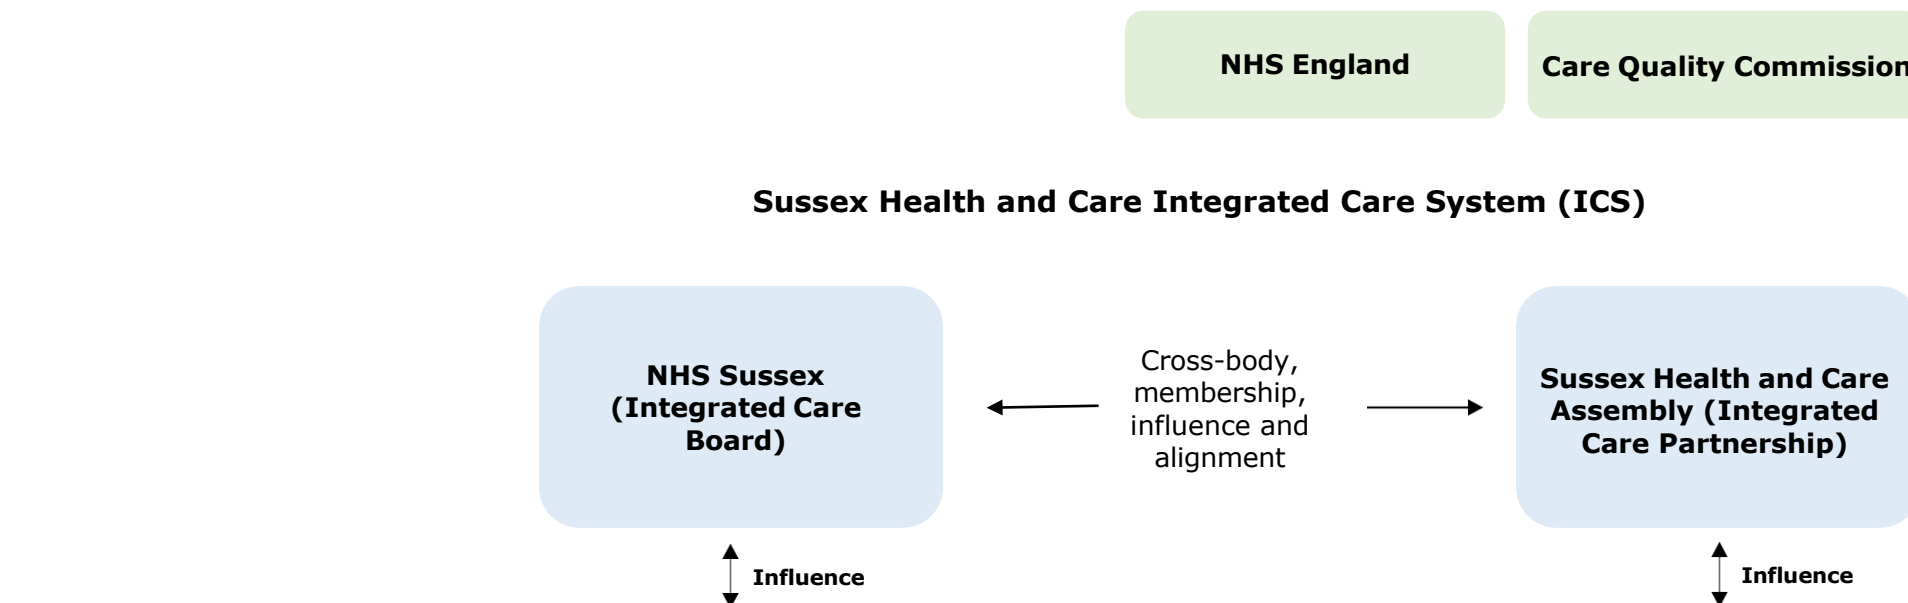 NHS England
Care Quality Commission
Sussex Health and Care Integrated Care System (ICS)
NHS Sussex
(Integrated Care
Board)
Cross-body,
membership,
influence and
alignment
Sussex Health and Care
Assembly (Integrated
Care Partnership)
Influence
Influence